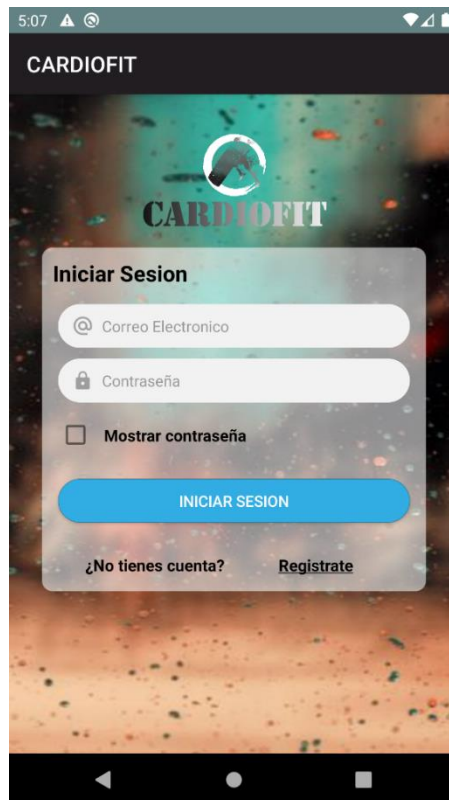 5:07
CARDIOFIT
CARDIOFIT
Iniciar Sesion
@ Correo Electronico
Contraseña
Mostrar contraseña
INICIAR SESION
¿No tienes cuenta? Registrate